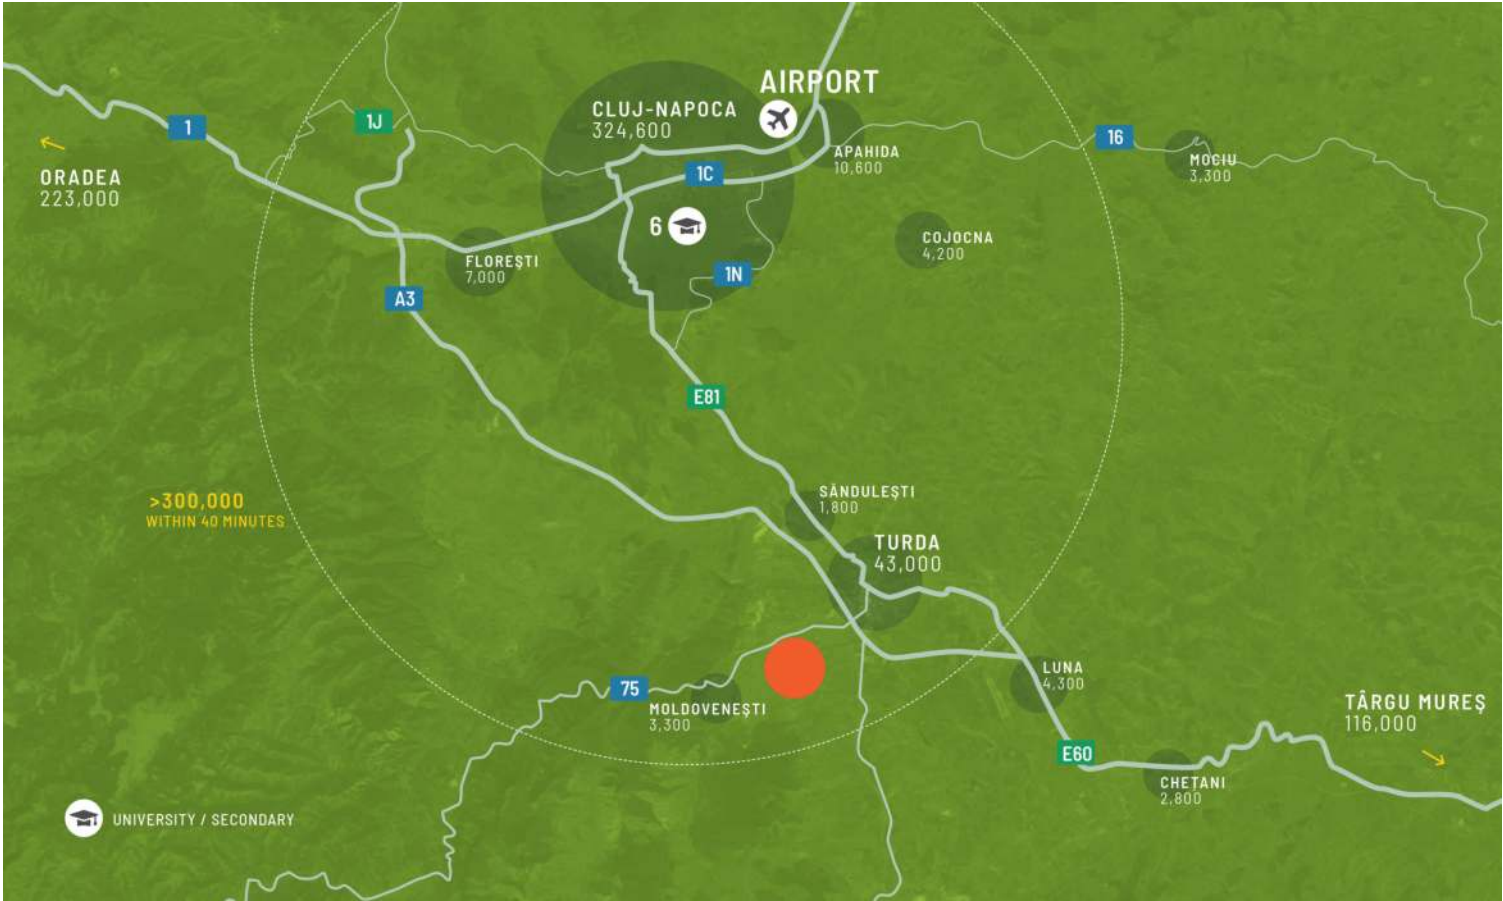 AIRPORT
CLUJ-NAPOCA
324,600
1J
1
16
ORADEA
223,000
APAHIDA
10,600
MOCIU
3,300
1C
6
COJOCNA
4,200
FLOREȘTI
7,000
1N
A3
E81
>300,000
WITHIN 40 MINUTES
SĂNDULEȘTI
1,800
TURDA
43,000
LUNA
4,300
75
MOLDOVENEȘTI
3,300
TÂRGU MUREȘ
116,000
E60
CHEȚANI
2,800
UNIVERSITY / SECONDARY